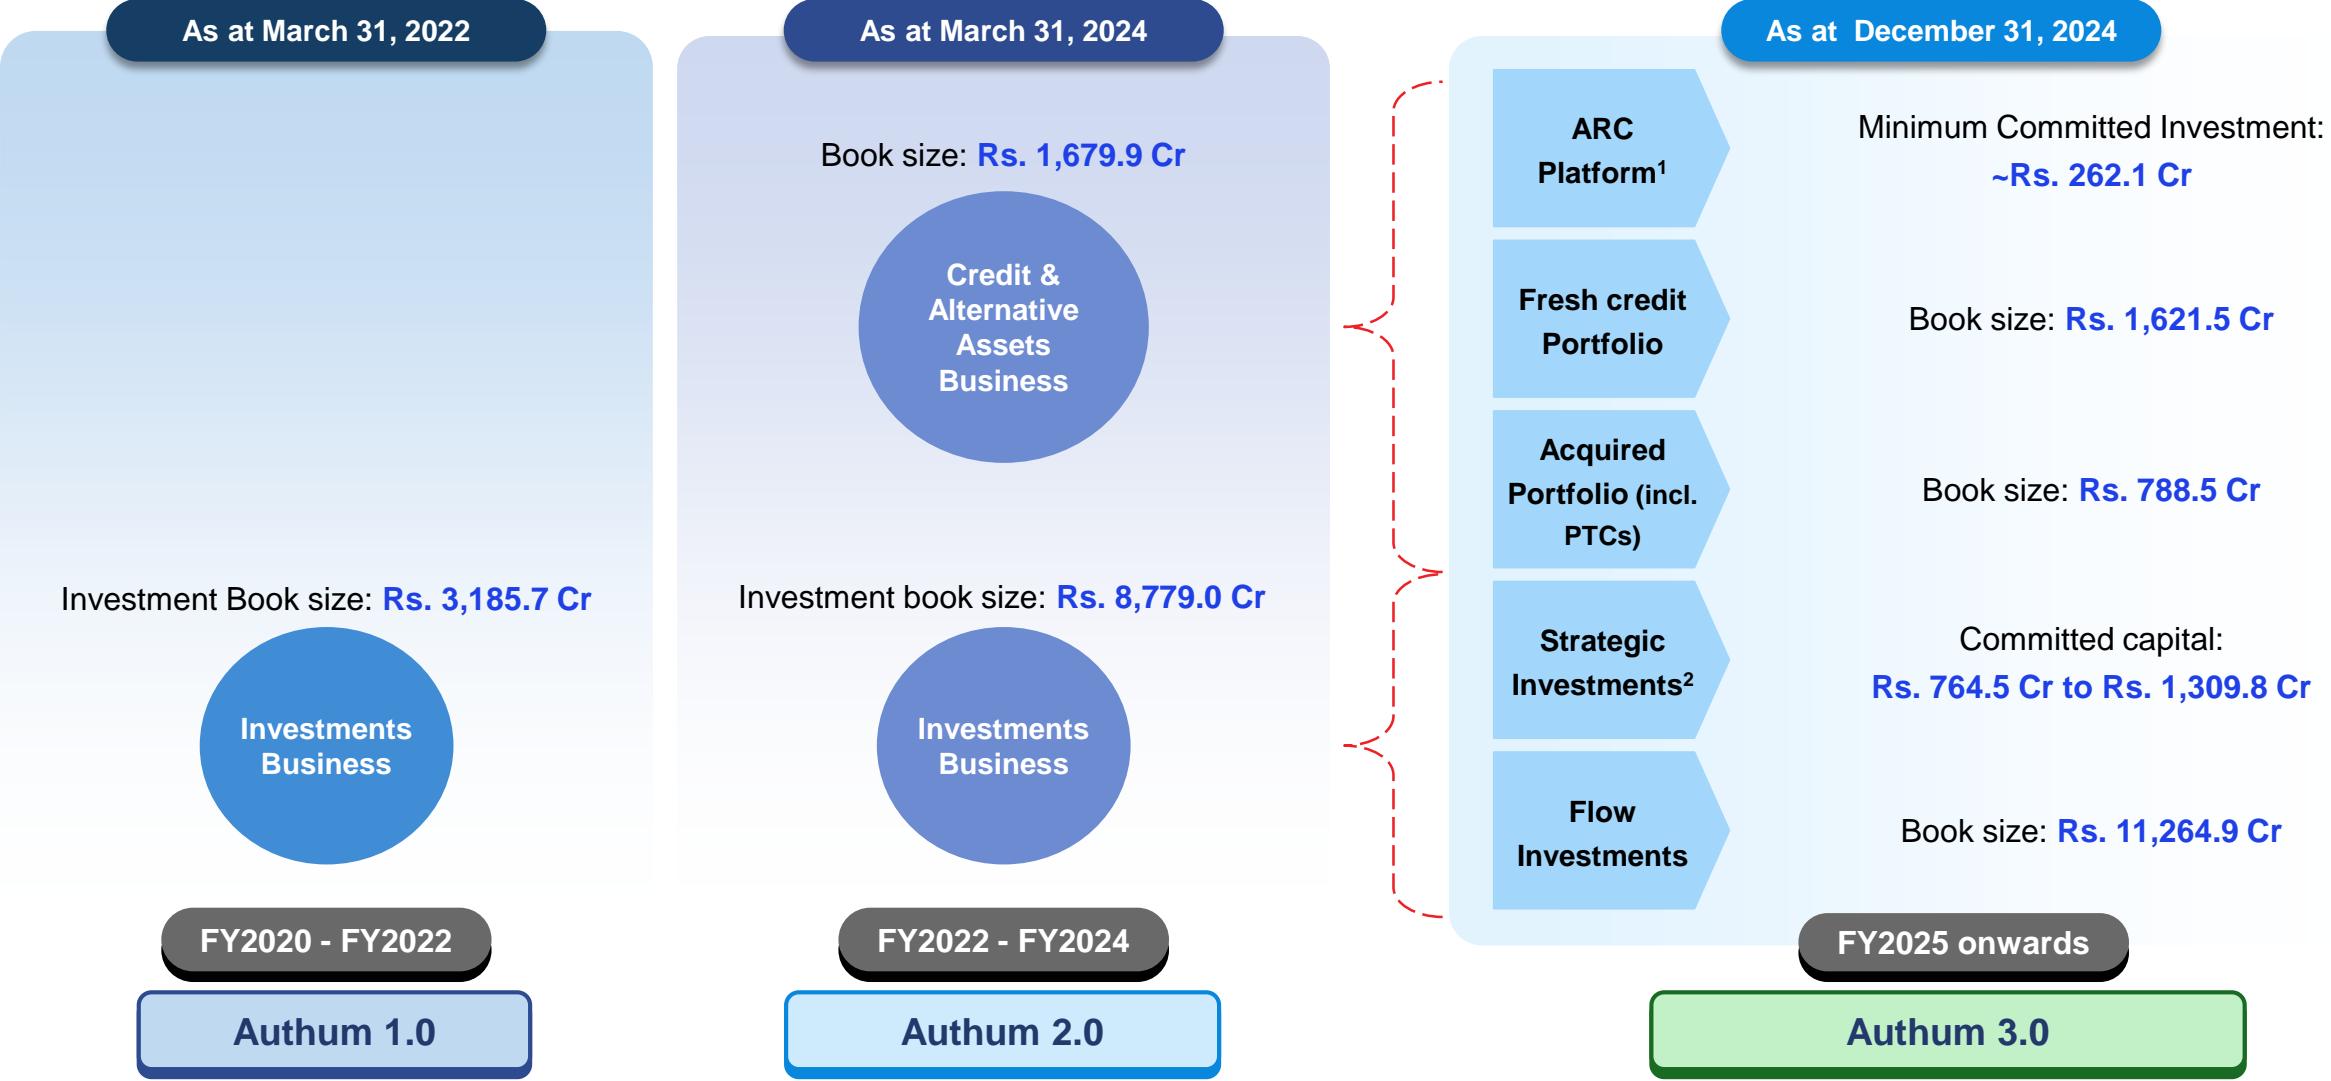 As at March 31, 2022
Investment Book size: Rs. 3,185.7 Cr
Investments
Business
FY2020 - FY2022
Authum 1.0
As at March 31, 2024
Book size: Rs. 1,679.9 Cr
Credit &
Alternative
Assets
Business
Investment book size: Rs. 8,779.0 Cr
Investments
Business
FY2022 - FY2024
Authum 2.0
As at December 31, 2024
ARC
Platform¹
Minimum Committed Investment:
~Rs. 262.1 Cr
Fresh credit
Portfolio
Book size: Rs. 1,621.5 Cr
Acquired
Portfolio (incl.
PTCs)
Book size: Rs. 788.5 Cr
Strategic
Investments²
Committed capital:
Rs. 764.5 Cr to Rs. 1,309.8 Cr
Flow
Investments
Book size: Rs. 11,264.9 Cr
FY2025 onwards
Authum 3.0